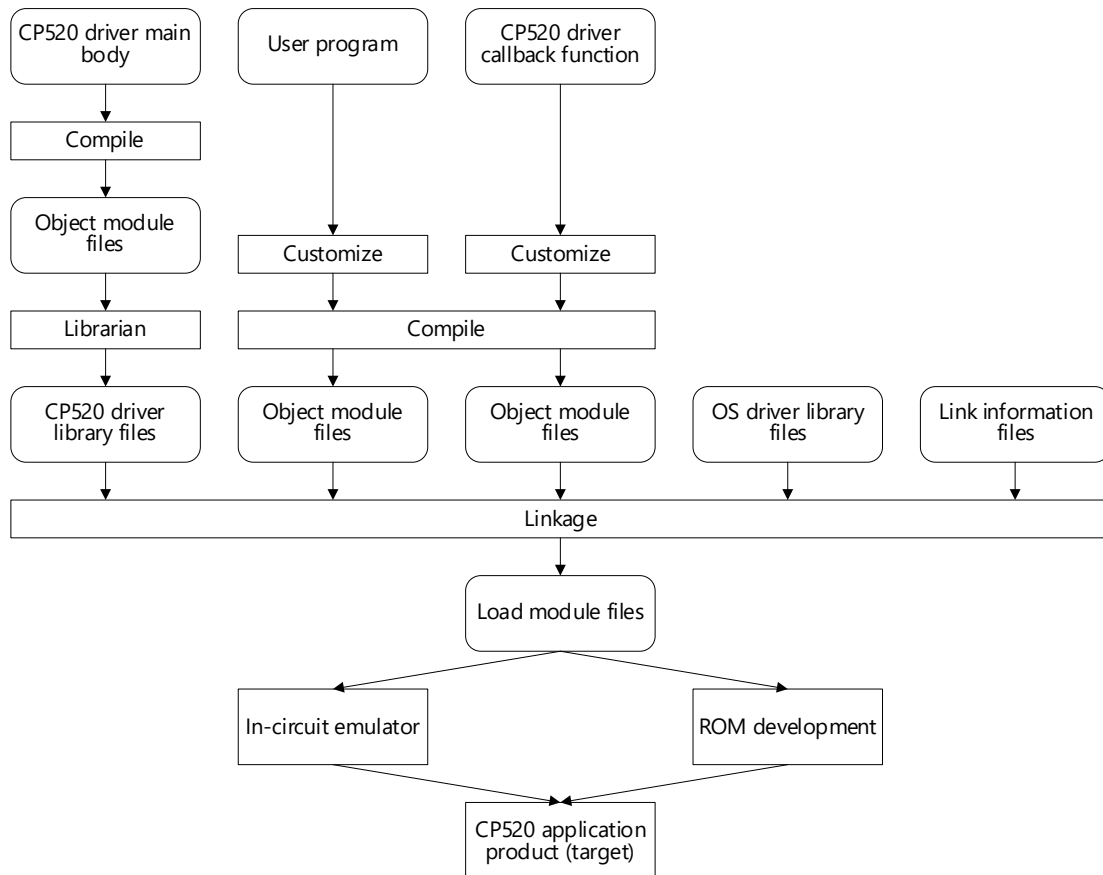 CP520 driver main
body
User program
CP520 driver
callback function
Compile
Object module
files
Customize
Customize
Librarian
Compile
CP520 driver
library files
Object module
files
Object module
files
OS driver library
files
Link information
files
Linkage
Load module files
In-circuit emulator
ROM development
CP520 application
product (target)